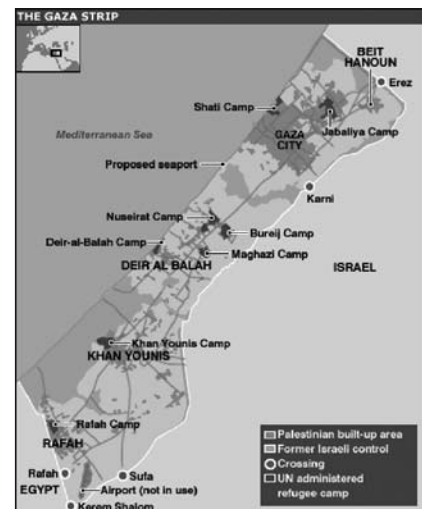 THE GAZA STRIP
BEIT
HANOUN
Erez
Shati Camp
Mediterranean Sea
GAZA
CITY
Jabaliya Camp
Proposed seaport
Karni
Nuseirat Camp
Bureij Camp
Deir-al-Balah Camp
DEIR AL BALAH
Maghazi Camp
ISRAEL
Khan Younis Camp
KHAN YOUNIS
Rafah Camp
RAFAH
Rafah
Sufa
EGYPT
Airport (not in use)
Kerem Shalom
Palestinian built-up area
Former Israeli control
Crossing
UN administered
refugee camp